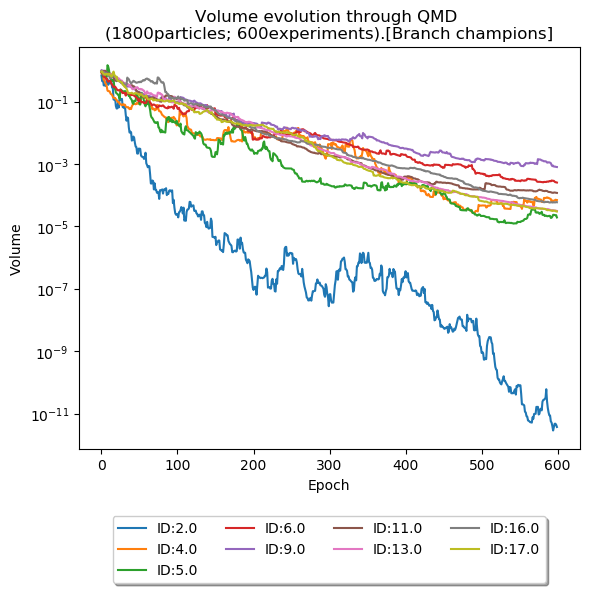 Volume evolution through QMD
(1800particles; 600experiments).[Branch champions]
Volume
10⁻¹
10⁻³
10⁻⁵
10⁻⁷
10⁻⁹
10⁻¹¹
0 100 200 300 400 500 600
Epoch
ID:2.0 ID:6.0 ID:11.0 ID:16.0
ID:4.0 ID:9.0 ID:13.0 ID:17.0
ID:5.0